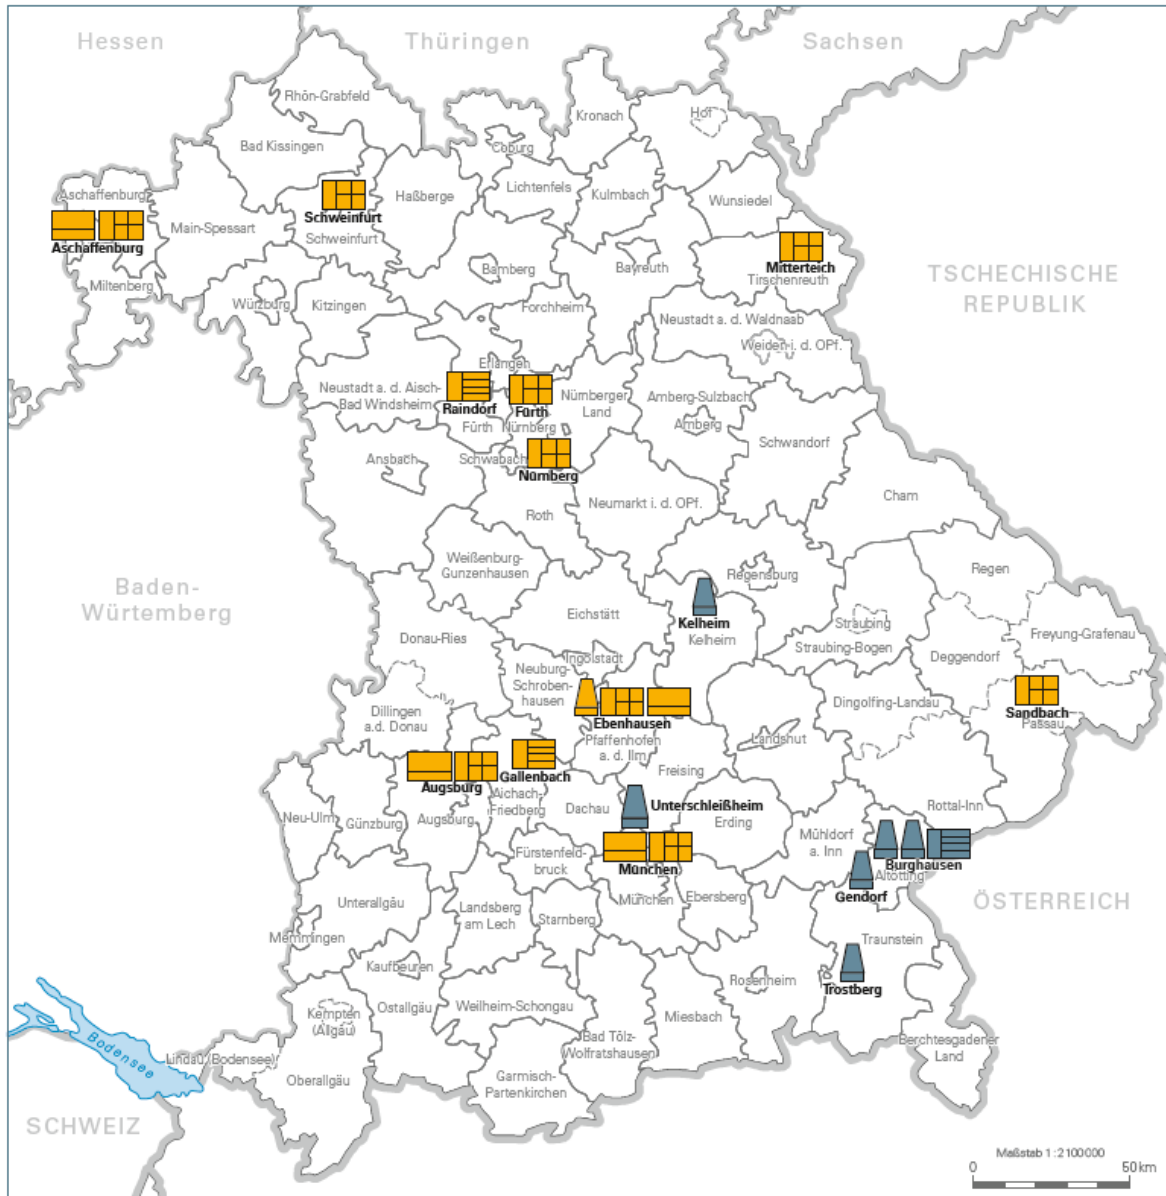 Hessen
Thüringen
Sachsen
Rhön-Grabfeld
Kronach
Hof
Bad Kissingen
Coburg
Aschaffenburg
Lichtenfels
Kulmbach
Haßberge
Wunsiedel
Schweinfurt
Main-Spessart
Schweinfurt
Aschaffenburg
Bamberg
Bayreuth
Mitterteich
Tirschenreuth
TSCHECHISCHE
REPUBLIK
Miltenberg
Würzburg
Kitzingen
Forchheim
Neustadt a. d. Waldnaab
Weiden i. d. OPf.
Erlangen
Neustadt a. d. Aisch-
Bad Windsheim
Raindorf
Fürth
Nürnberger
Land
Amberg-Sulzbach
Amberg
Fürth
Nürnberg
Schwandorf
Ansbach
Schwabach
Nürnberg
Neumarkt i. d. OPf.
Cham
Roth
Weißenburg-
Gunzenhausen
Regensburg
Regen
Baden-
Würtemberg
Eichstätt
Kelheim
Kelheim
Straubing
Straubing-Bogen
Freyung-Grafenau
Donau-Ries
Ingolstadt
Deggendorf
Neuburg-
Schroben-
hausen
Dingolfing-Landau
Sandbach
Passau
Dillingen
a.d. Donau
Ebenhausen
Pfaffenhofen
a. d. Ilm
Landshut
Freising
Gallenbach
Augsburg
Aichach-
Friedberg
Dachau
Unterschleißheim
Erding
Rottal-Inn
Neu-Ulm
Günzburg
Augsburg
Mühldorf
a. Inn
Fürstenfeld-
bruck
München
Burghausen
Altötting
Gendorf
Unterallgäu
Landsberg
am Lech
Starnberg
München
Ebersberg
ÖSTERREICH
Memmingen
Traunstein
Kaufbeuren
Rosenheim
Trostberg
Kempten
(Allgäu)
Ostallgäu
Weilheim-Schongau
Miesbach
Bad Tölz-
Wolfratshausen
Berchtesgadener
Land
Bodensee
Lindau (Bodensee)
Oberallgäu
Garmisch-
Partenkirchen
SCHWEIZ
Maßstab 1:2100000
0
50 km